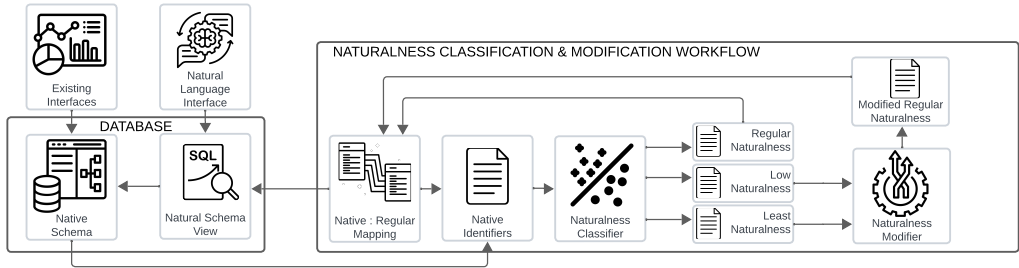 Existing
Interfaces
Natural
Language
Interface
DATABASE
Native
Schema
SQL
Natural Schema
View
NATURALNESS CLASSIFICATION & MODIFICATION WORKFLOW
Native : Regular
Mapping
Native
Identifiers
Naturalness
Classifier
Regular
Naturalness
Low
Naturalness
Least
Naturalness
Modified Regular
Naturalness
Naturalness
Modifier